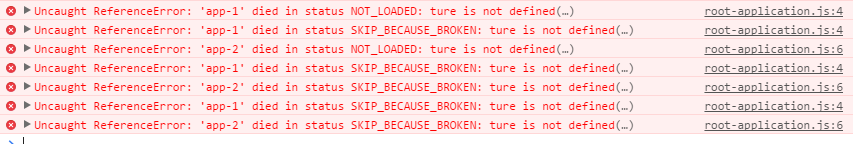 Uncaught ReferenceError: 'app-1' died in status NOT_LOADED: ture is not defined(…) root-application.js:4
Uncaught ReferenceError: 'app-1' died in status SKIP_BECAUSE_BROKEN: ture is not defined(…) root-application.js:4
Uncaught ReferenceError: 'app-2' died in status NOT_LOADED: ture is not defined(…) root-application.js:6
Uncaught ReferenceError: 'app-1' died in status SKIP_BECAUSE_BROKEN: ture is not defined(…) root-application.js:4
Uncaught ReferenceError: 'app-2' died in status SKIP_BECAUSE_BROKEN: ture is not defined(…) root-application.js:6
Uncaught ReferenceError: 'app-1' died in status SKIP_BECAUSE_BROKEN: ture is not defined(…) root-application.js:4
Uncaught ReferenceError: 'app-2' died in status SKIP_BECAUSE_BROKEN: ture is not defined(…) root-application.js:6